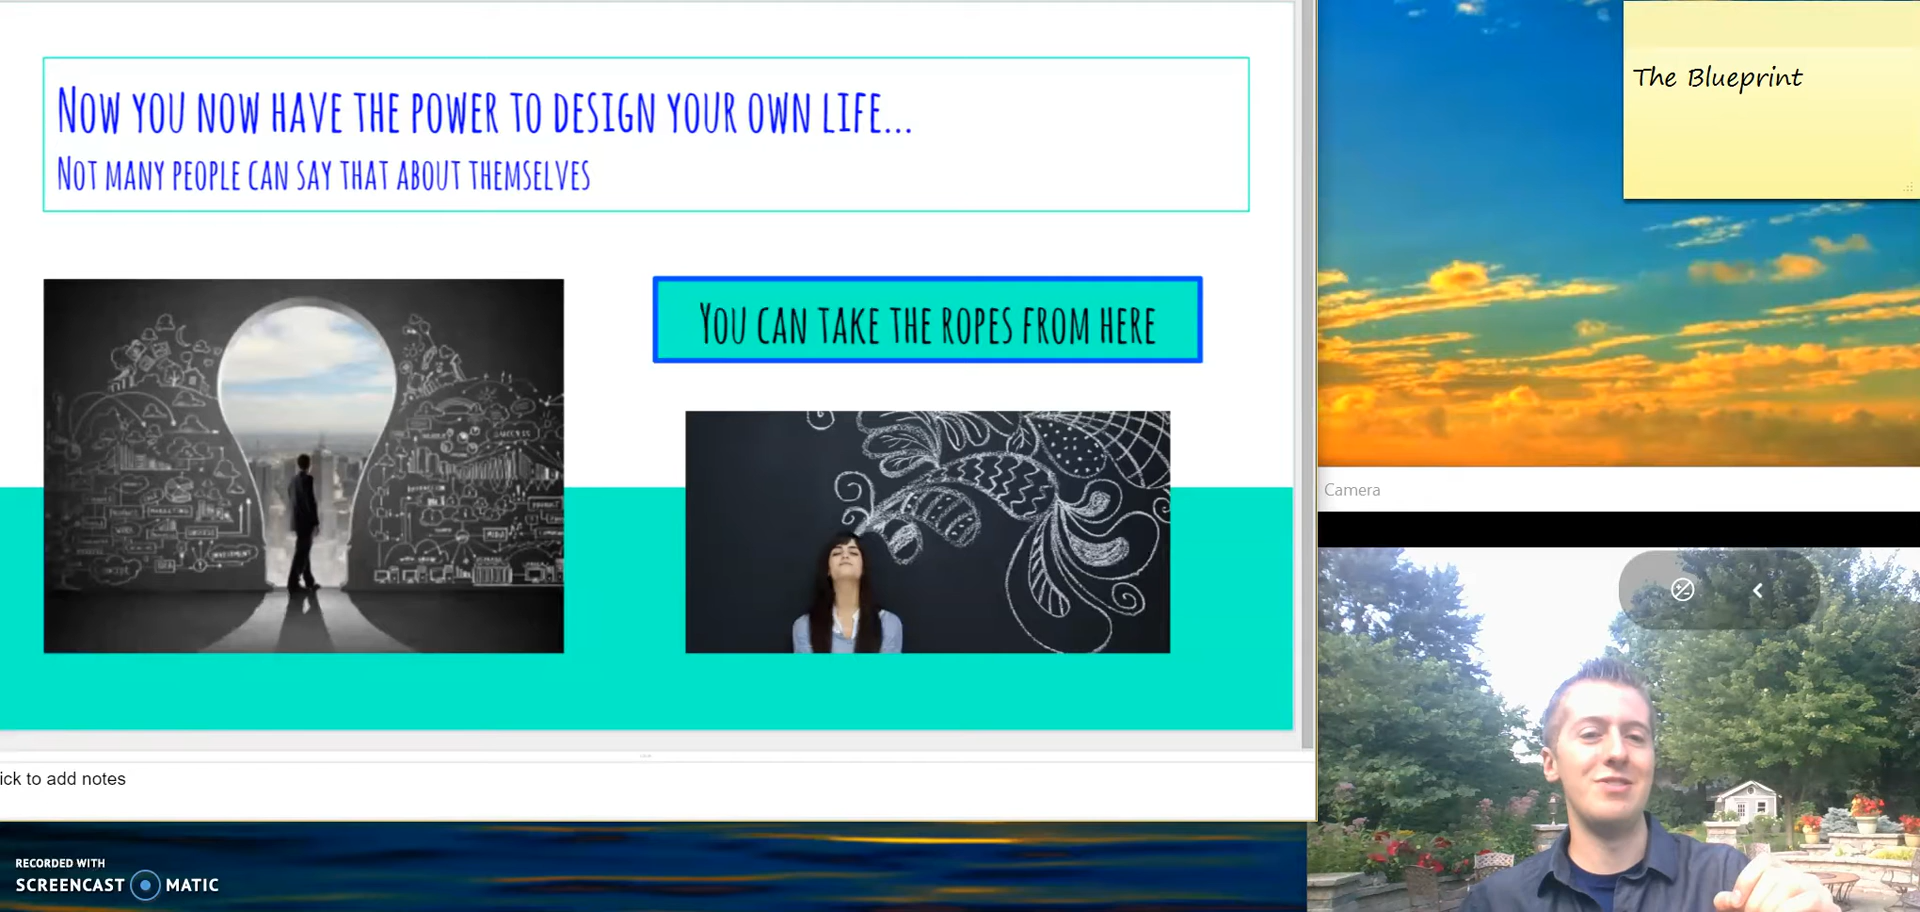 Now you now have the power to design your own life...
Not many people can say that about themselves
You can take the ropes from here
ick to add notes
RECORDED WITH
SCREENCAST MATIC
The Blueprint
Camera